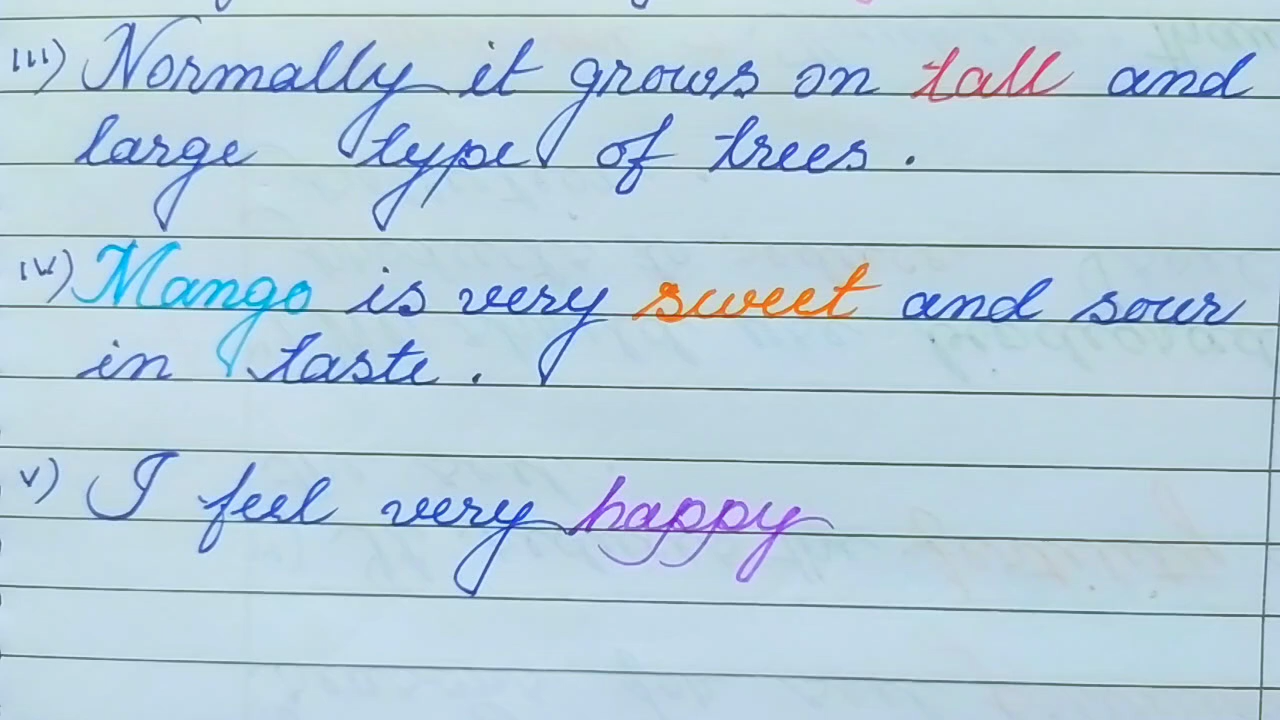 iii) Normally it grows on tall and
large type of trees.
iv) Mango is very sweet and sour
in taste.
v) I feel very happy